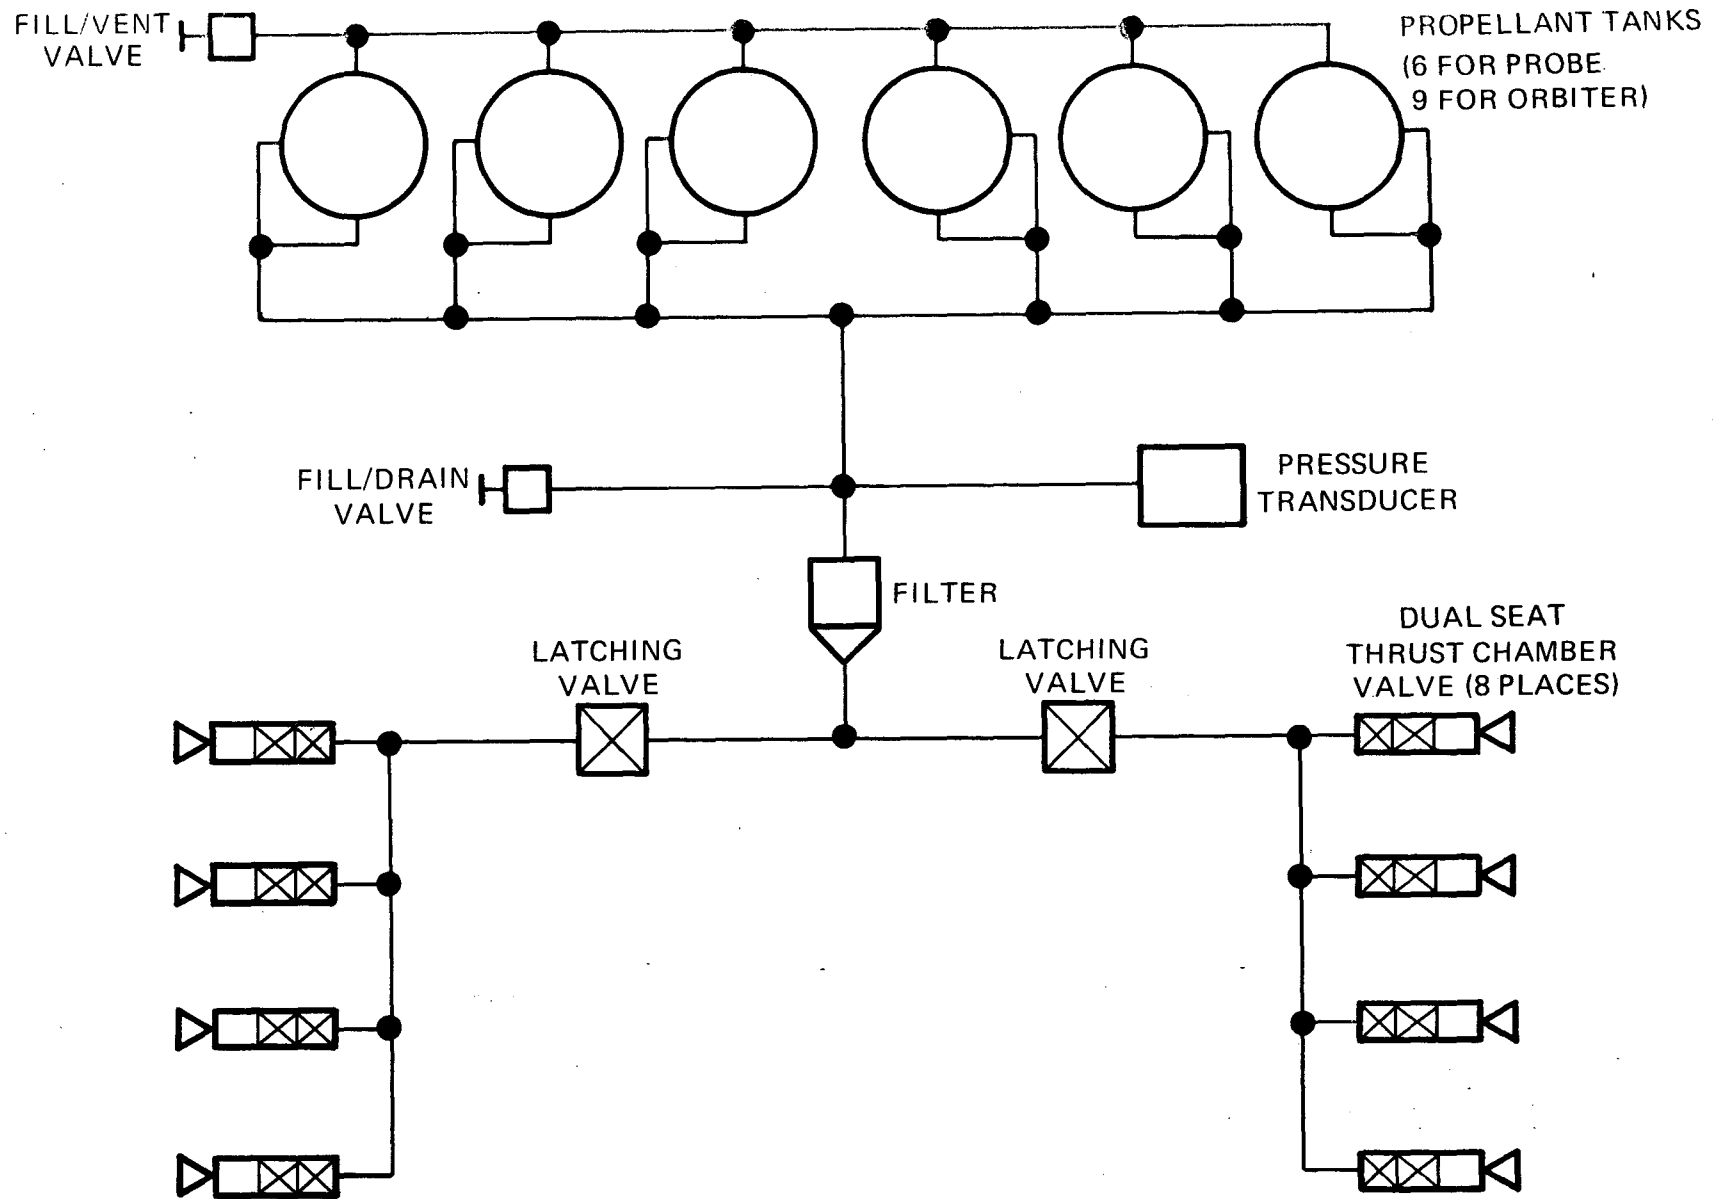 FILL/VENT
VALVE
PROPELLANT TANKS
(6 FOR PROBE
9 FOR ORBITER)
FILL/DRAIN
VALVE
PRESSURE
TRANSDUCER
FILTER
LATCHING
VALVE
LATCHING
VALVE
DUAL SEAT
THRUST CHAMBER
VALVE (8 PLACES)